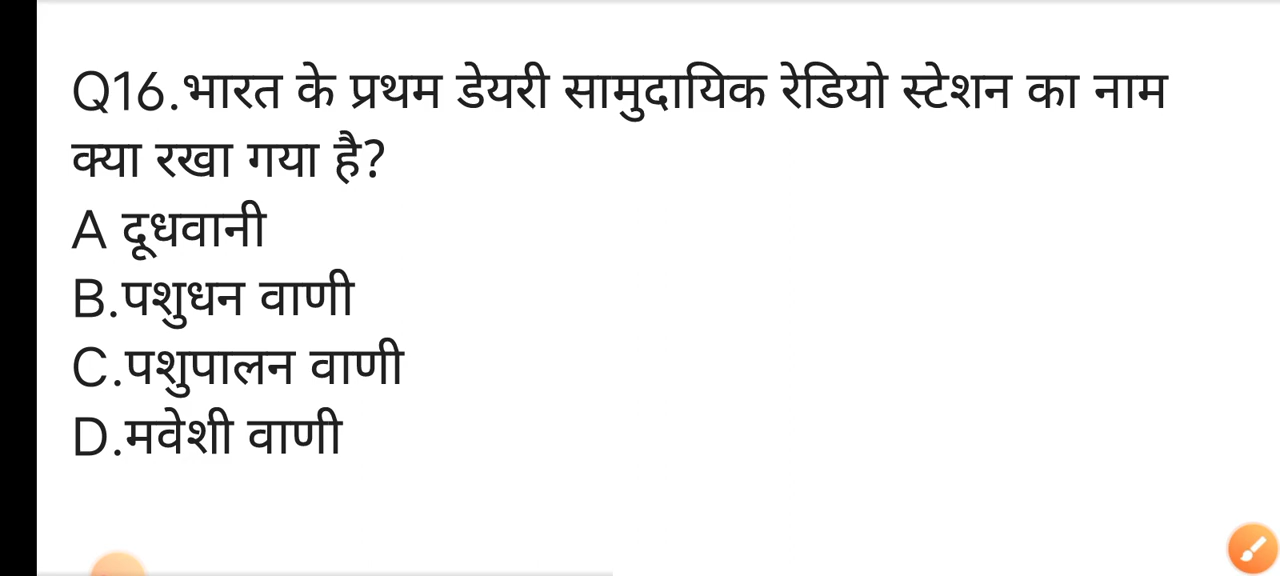 Q16.भारत के प्रथम डेयरी सामुदायिक रेडियो स्टेशन का नाम
क्या रखा गया है?
A दूधवानी
B.पशुधन वाणी
C.पशुपालन वाणी
D.मवेशी वाणी